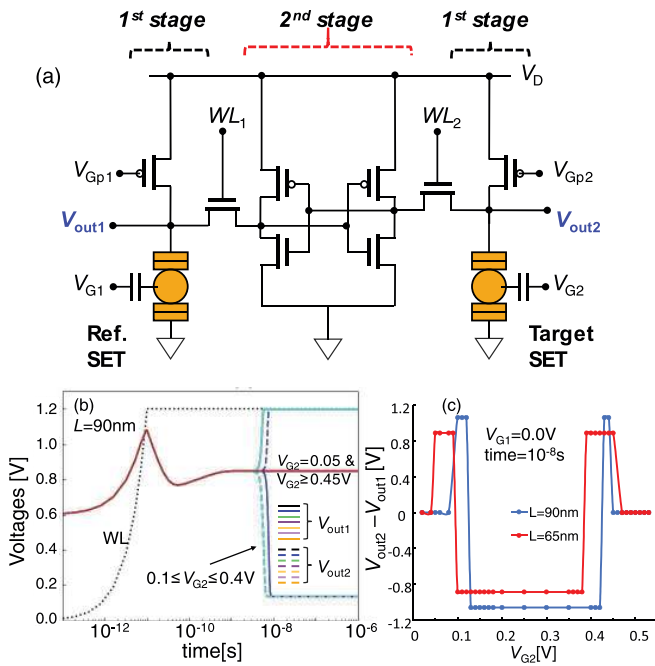 1st stage 2nd stage 1st stage
(a)
VD
WL1 WL2
VGp1 VGp2
Vout1 Vout2
VG1 VG2
Ref. SET
Target SET
(b)
L=90nm
Voltages [V]
1.2
1.0
0.8
0.6
0.4
0.2
0.0
WL
VG2=0.05 &
VG2≥0.45V
Vout1
Vout2
0.1≤VG2≤0.4V
10-12 10-10 10-8 10-6
time[s]
(c)
Vout2−Vout1 [V]
1.2
0.8
0.4
0
-0.4
-0.8
-1.2
VG1=0.0V
time=10-8s
L=90nm
L=65nm
0 0.1 0.2 0.3 0.4 0.5
VG2[V]